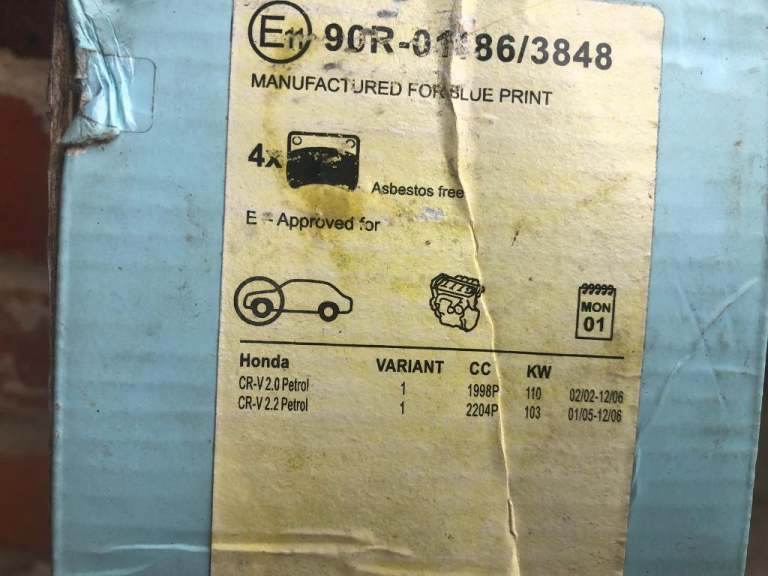 E11 90R-01186/3848
MANUFACTURED FOR BLUE PRINT
4x
Asbestos free
E - Approved for
MON
01
Honda VARIANT CC KW
CR-V 2.0 Petrol 1 1998P 110 02/02-12/06
CR-V 2.2 Petrol 1 2204P 103 01/05-12/06